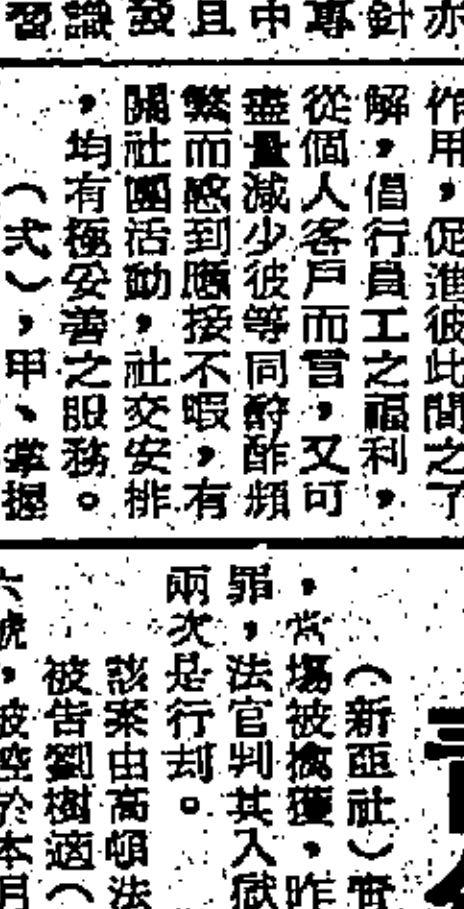 亦
針
專
中
且
設
識
習
作用,促進彼此間之了
解,倡行員工之福利,
從個人客戶而言,又可
盡量減少彼等同酧酢頻
繁而感到應接不暇,有
關社團活動,社交安排
,均有極妥善之服務。
(弍),甲、掌握
(新亞社)
,當場被擒獲,昨
罪,法官判其入獄
兩次是行刦。
該案由高頓法
被告劉樹適(
六號,被控於本月